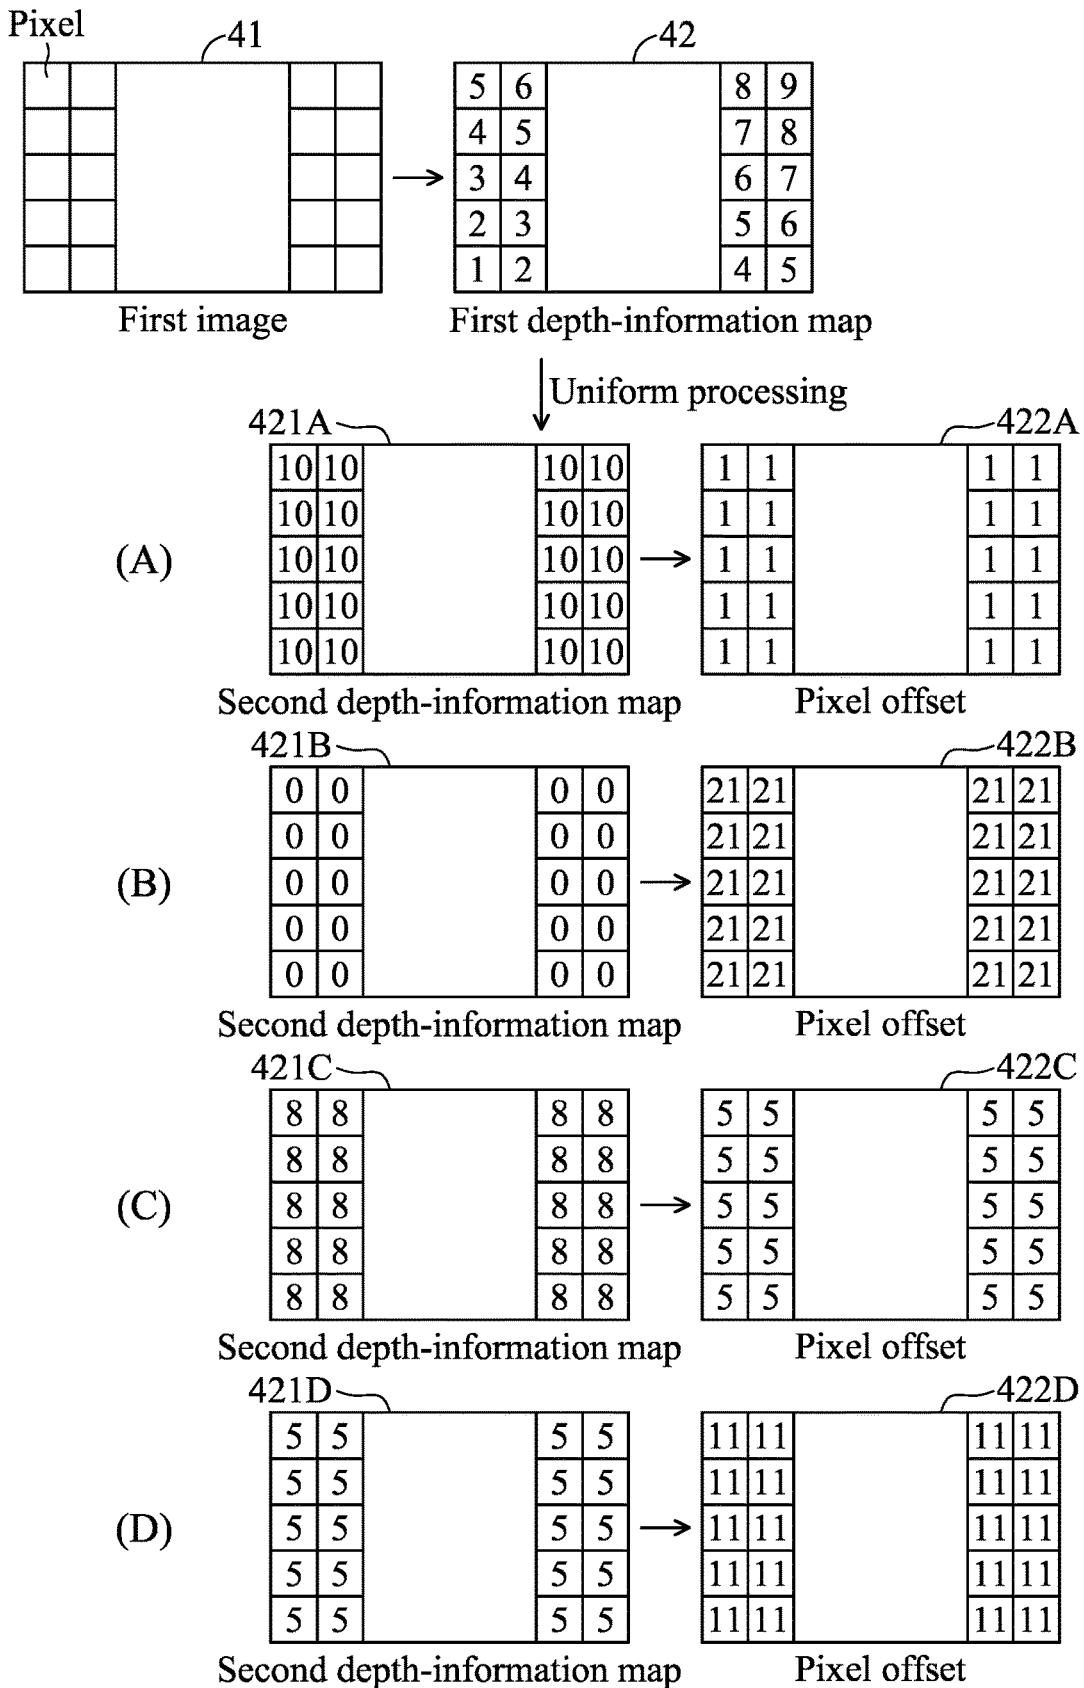 Pixel
41 42
5 6 8 9
4 5 7 8
3 4 6 7
2 3 5 6
1 2 4 5
First image First depth-information map
Uniform processing
421A 422A
10 10 10 10 1 1 1 1
10 10 10 10 1 1 1 1
(A) 10 10 10 10 1 1 1 1
10 10 10 10 1 1 1 1
10 10 10 10 1 1 1 1
Second depth-information map Pixel offset
421B 422B
0 0 0 0 21 21 21 21
0 0 0 0 21 21 21 21
(B) 0 0 0 0 21 21 21 21
0 0 0 0 21 21 21 21
0 0 0 0 21 21 21 21
Second depth-information map Pixel offset
421C 422C
8 8 8 8 5 5 5 5
8 8 8 8 5 5 5 5
(C) 8 8 8 8 5 5 5 5
8 8 8 8 5 5 5 5
8 8 8 8 5 5 5 5
Second depth-information map Pixel offset
421D 422D
5 5 5 5 11 11 11 11
5 5 5 5 11 11 11 11
(D) 5 5 5 5 11 11 11 11
5 5 5 5 11 11 11 11
5 5 5 5 11 11 11 11
Second depth-information map Pixel offset